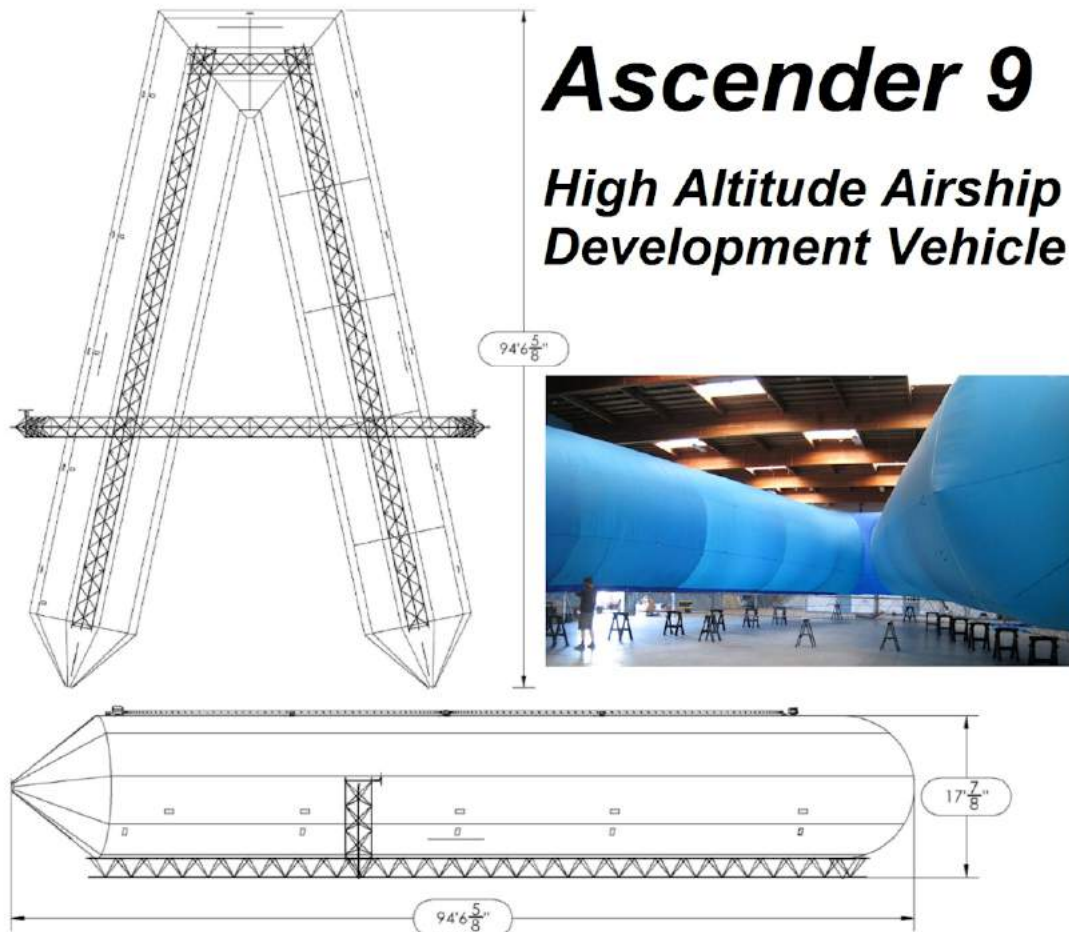 Ascender 9
High Altitude Airship
Development Vehicle
94'6 5/8"
17' 7/8"
94'6 5/8"